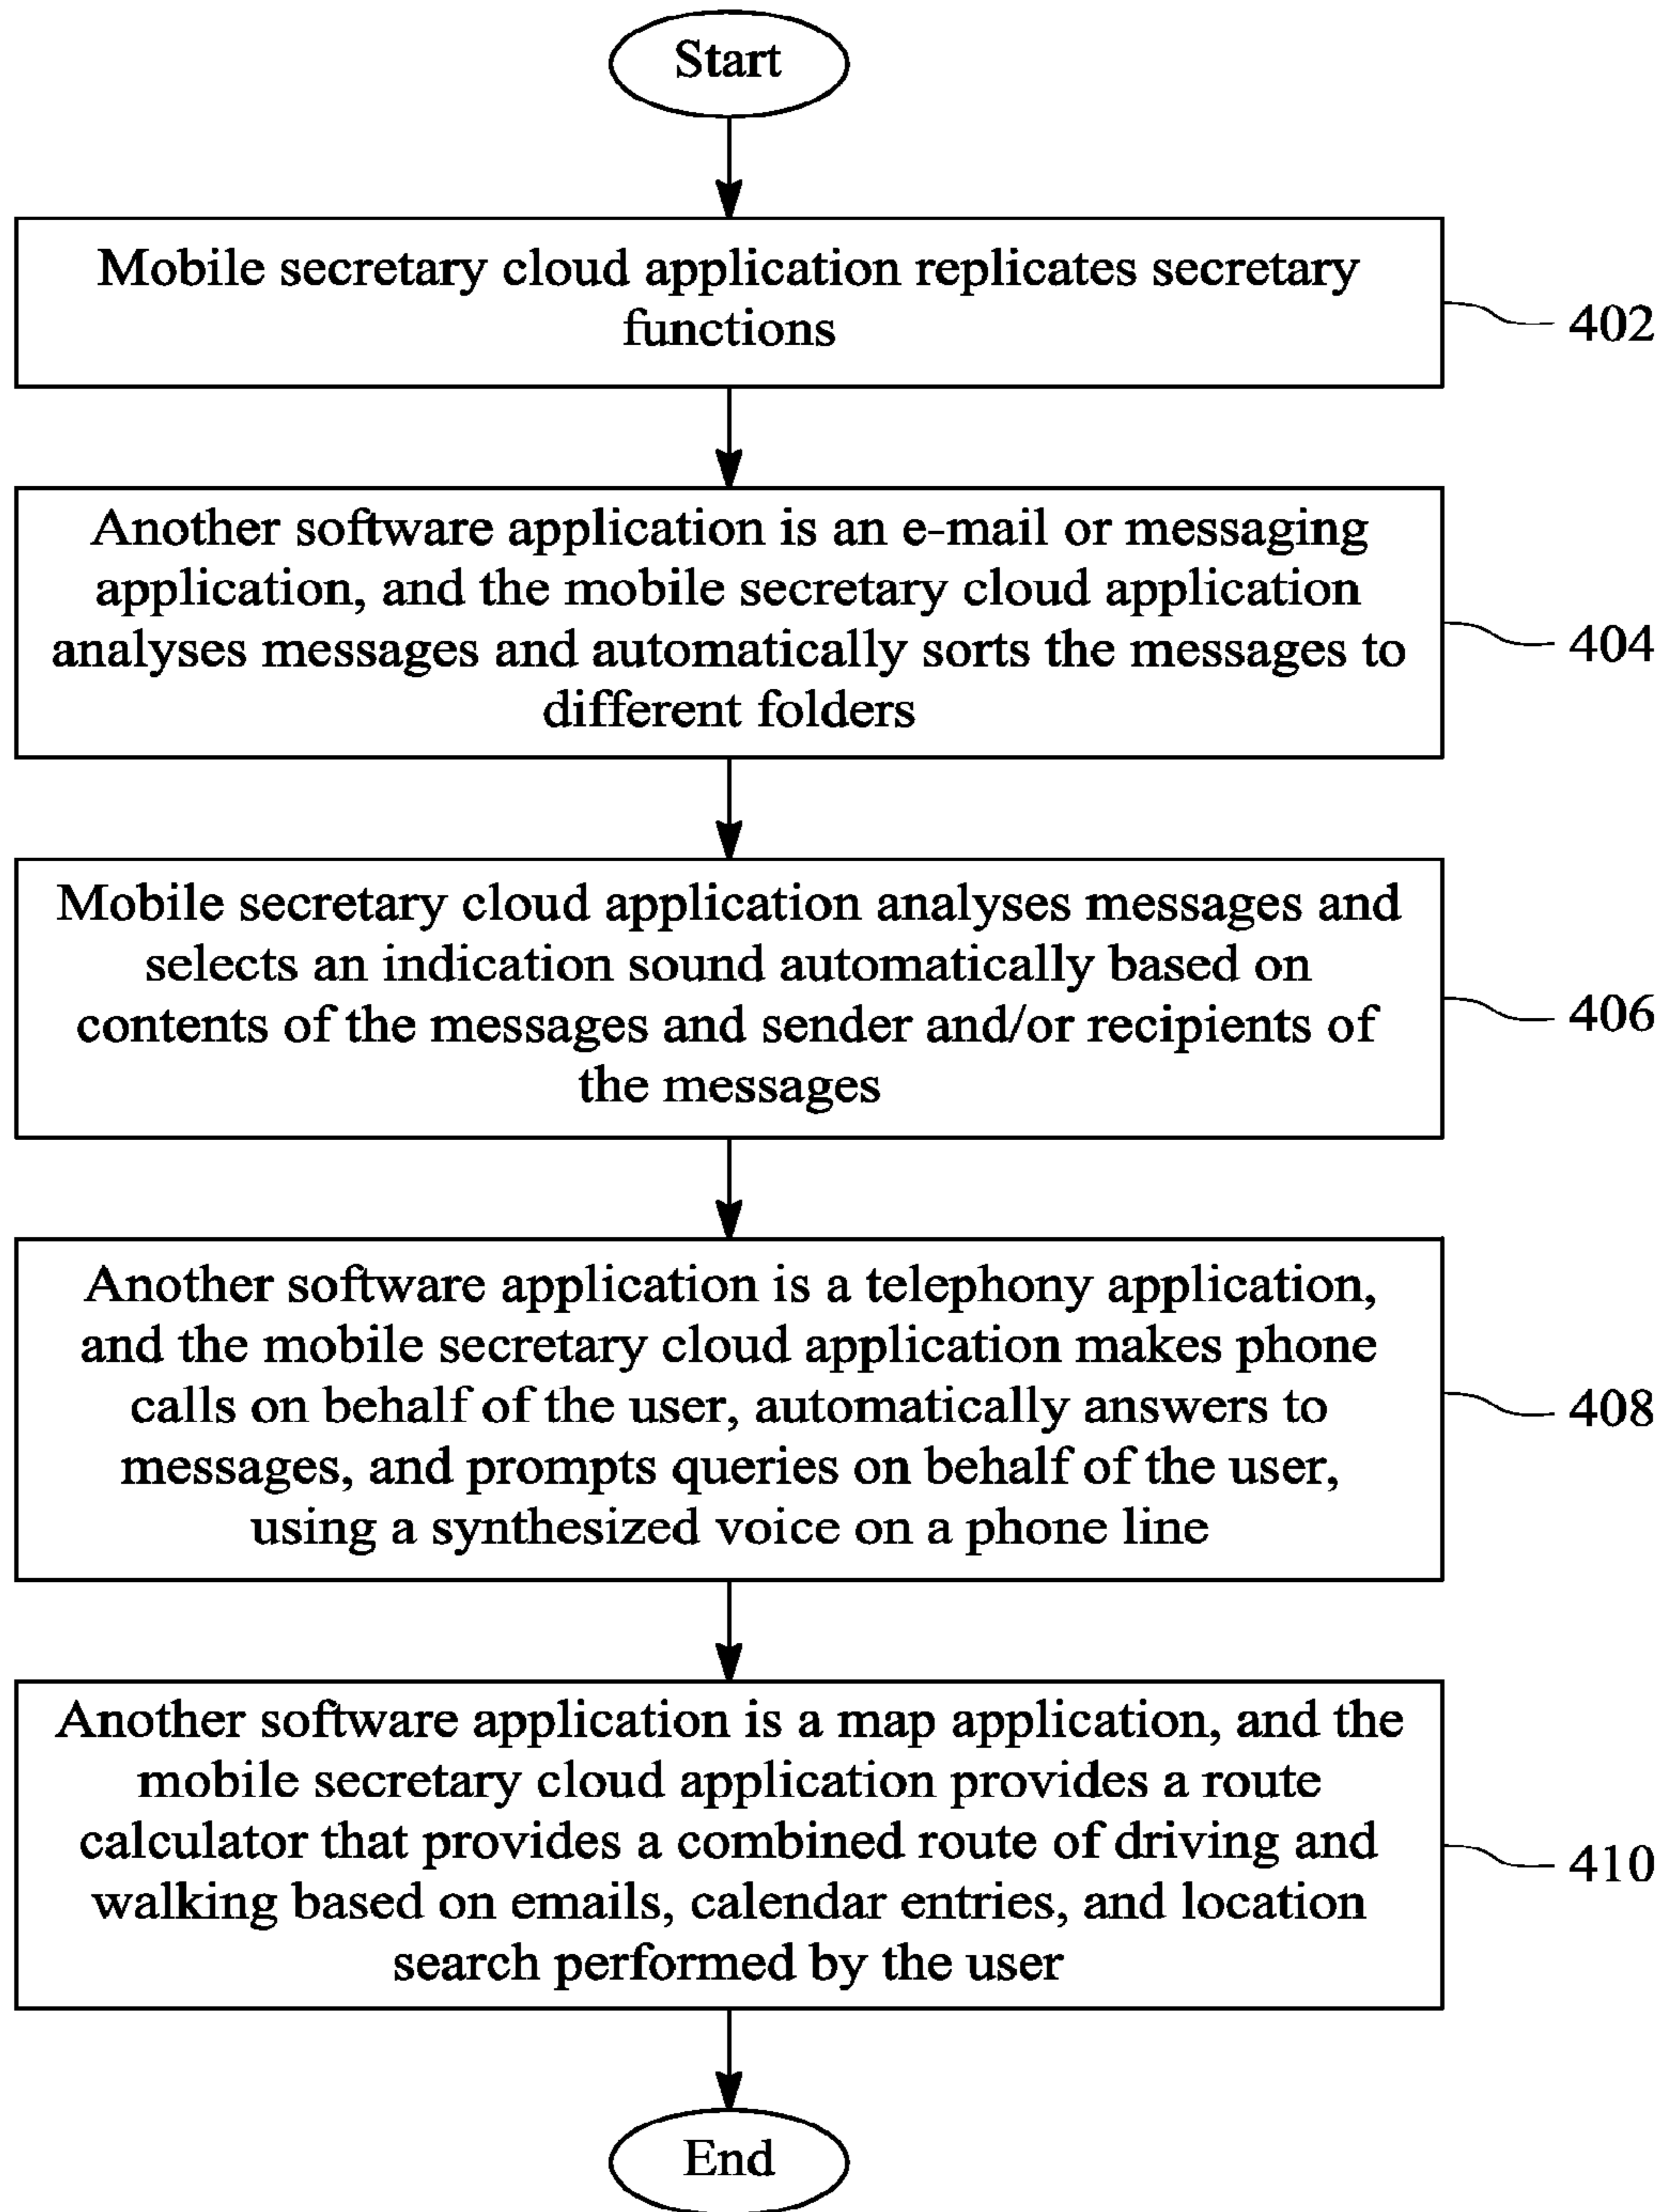 Start
Mobile secretary cloud application replicates secretary
functions
402
Another software application is an e-mail or messaging
application, and the mobile secretary cloud application
analyses messages and automatically sorts the messages to
different folders
404
Mobile secretary cloud application analyses messages and
selects an indication sound automatically based on
contents of the messages and sender and/or recipients of
the messages
406
Another software application is a telephony application,
and the mobile secretary cloud application makes phone
calls on behalf of the user, automatically answers to
messages, and prompts queries on behalf of the user,
using a synthesized voice on a phone line
408
Another software application is a map application, and the
mobile secretary cloud application provides a route
calculator that provides a combined route of driving and
walking based on emails, calendar entries, and location
search performed by the user
410
End